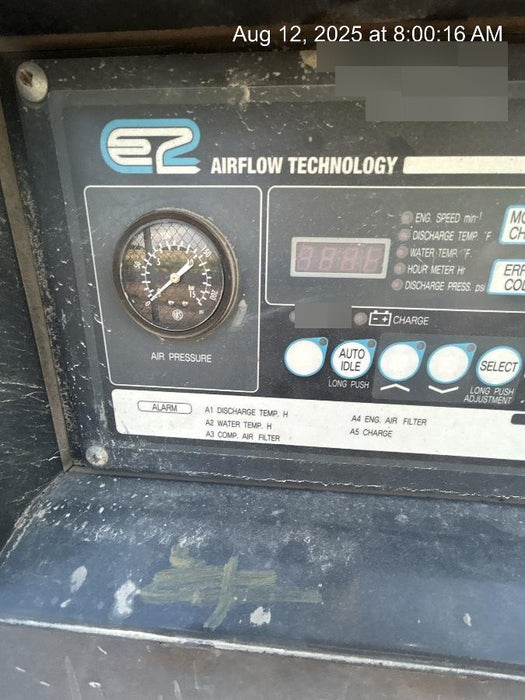 Aug 12, 2025 at 8:00:16 AM
EZ AIRFLOW TECHNOLOGY
ENG. SPEED min⁻¹
DISCHARGE TEMP. °F
WATER TEMP. °F.
HOUR METER Hr
DISCHARGE PRESS. psi
CHARGE
AIR PRESSURE
AUTO
IDLE
SELECT
LONG PUSH
LONG PUSH
ADJUSTMENT
ALARM
A1 DISCHARGE TEMP. H
A2 WATER TEMP. H
A3 COMP. AIR FILTER
A4 ENG. AIR FILTER
A5 CHARGE